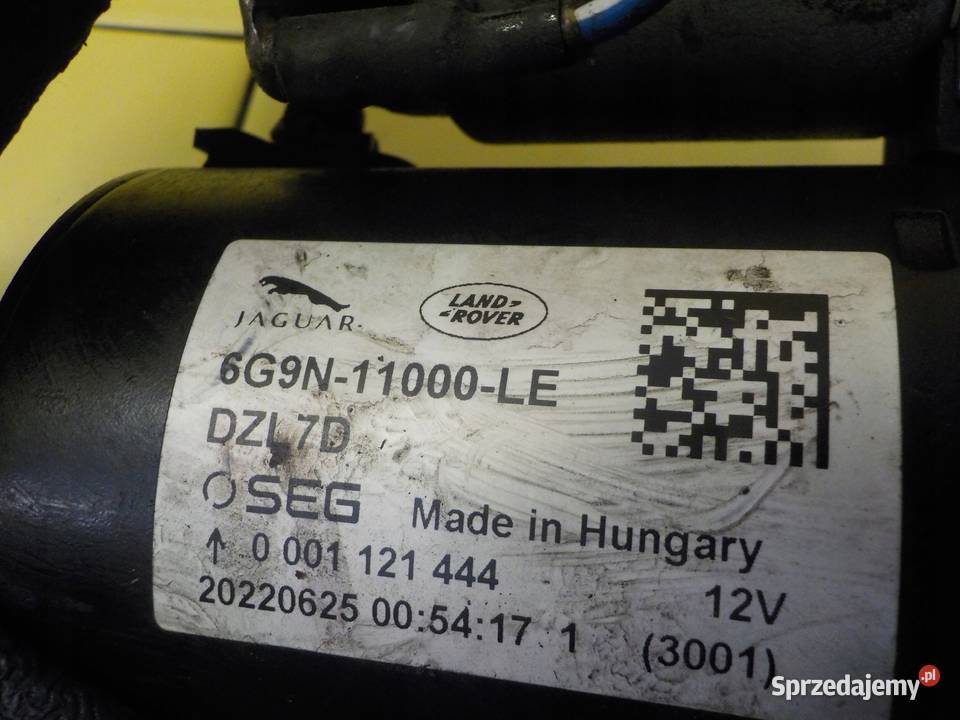 JAGUAR
LAND
ROVER
6G9N-11000-LE
DZL7D
SEG Made in Hungary
0 001 121 444
12V
20220625 00:54:17 1 (3001)
Sprzedajemy.pl